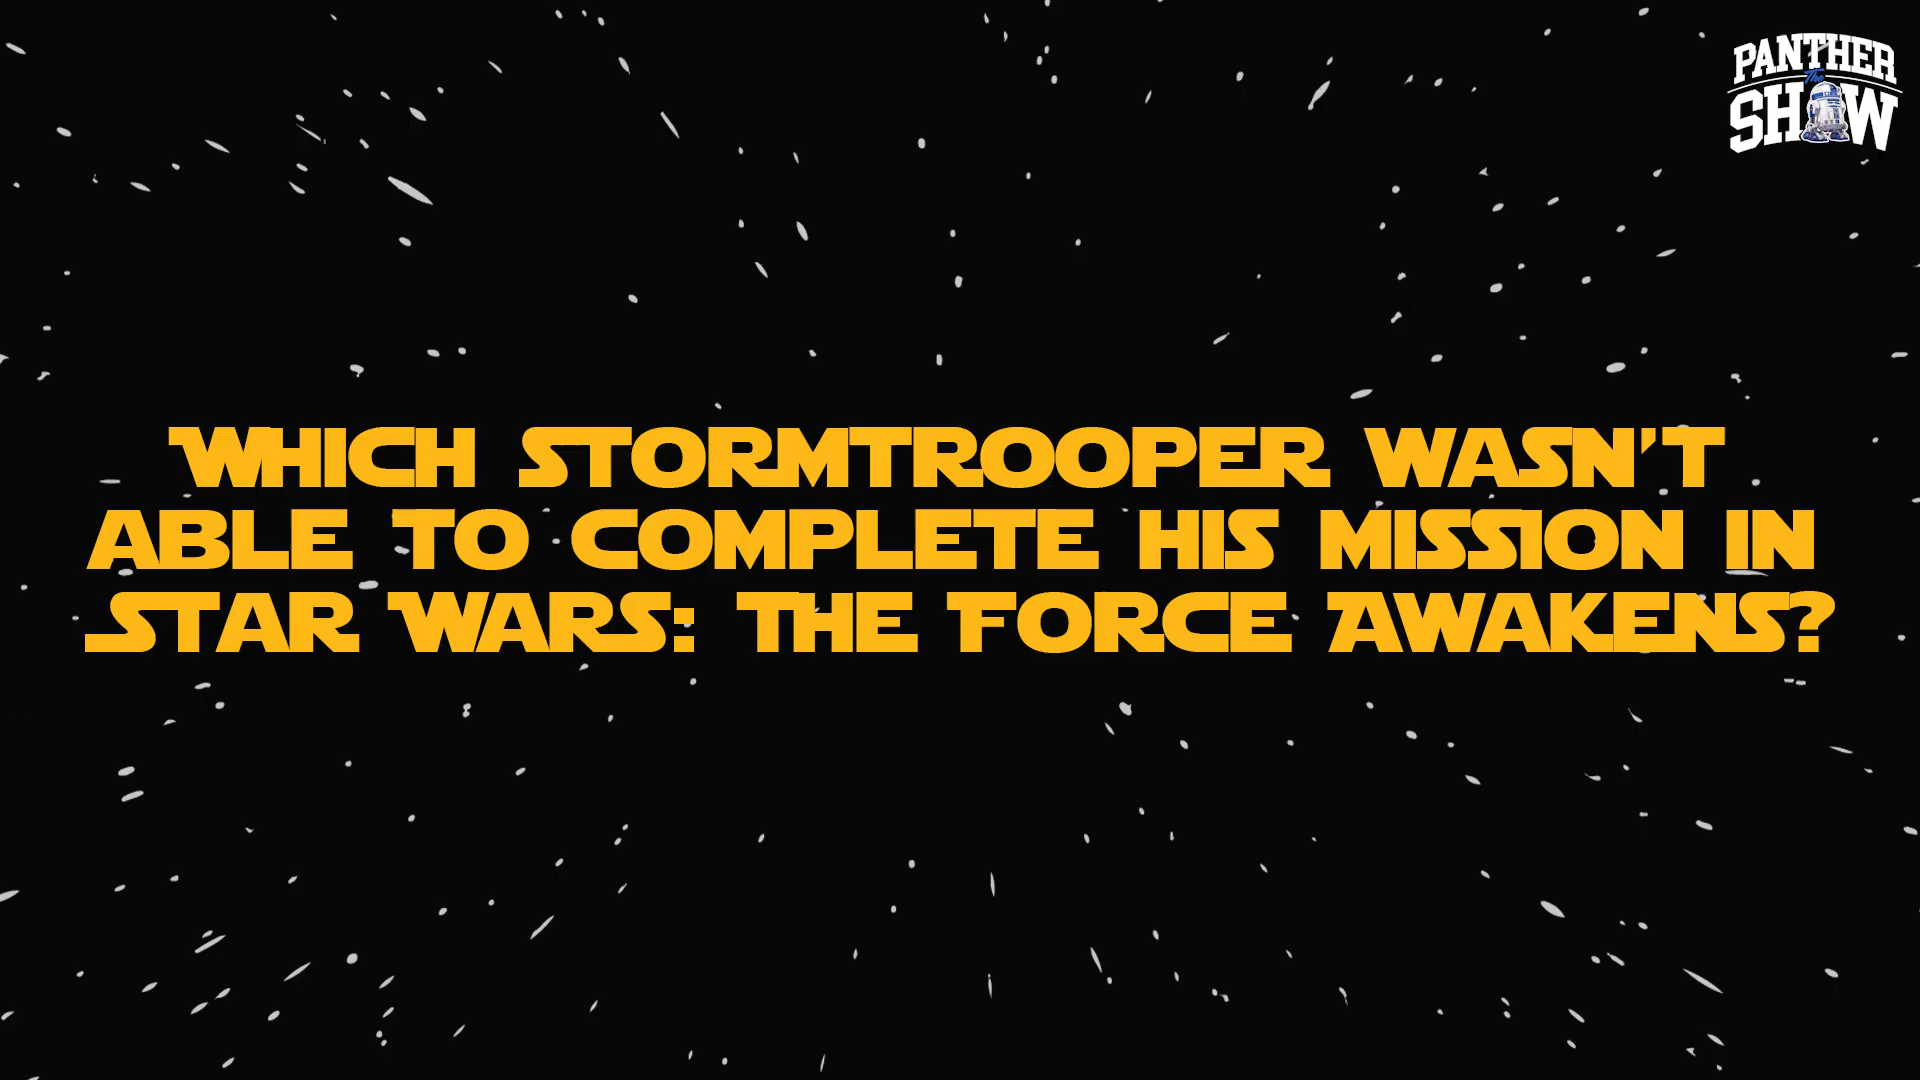 PANTHER
The
SHOW
WHICH STORMTROOPER WASN'T
ABLE TO COMPLETE HIS MISSION IN
STAR WARS: THE FORCE AWAKENS?